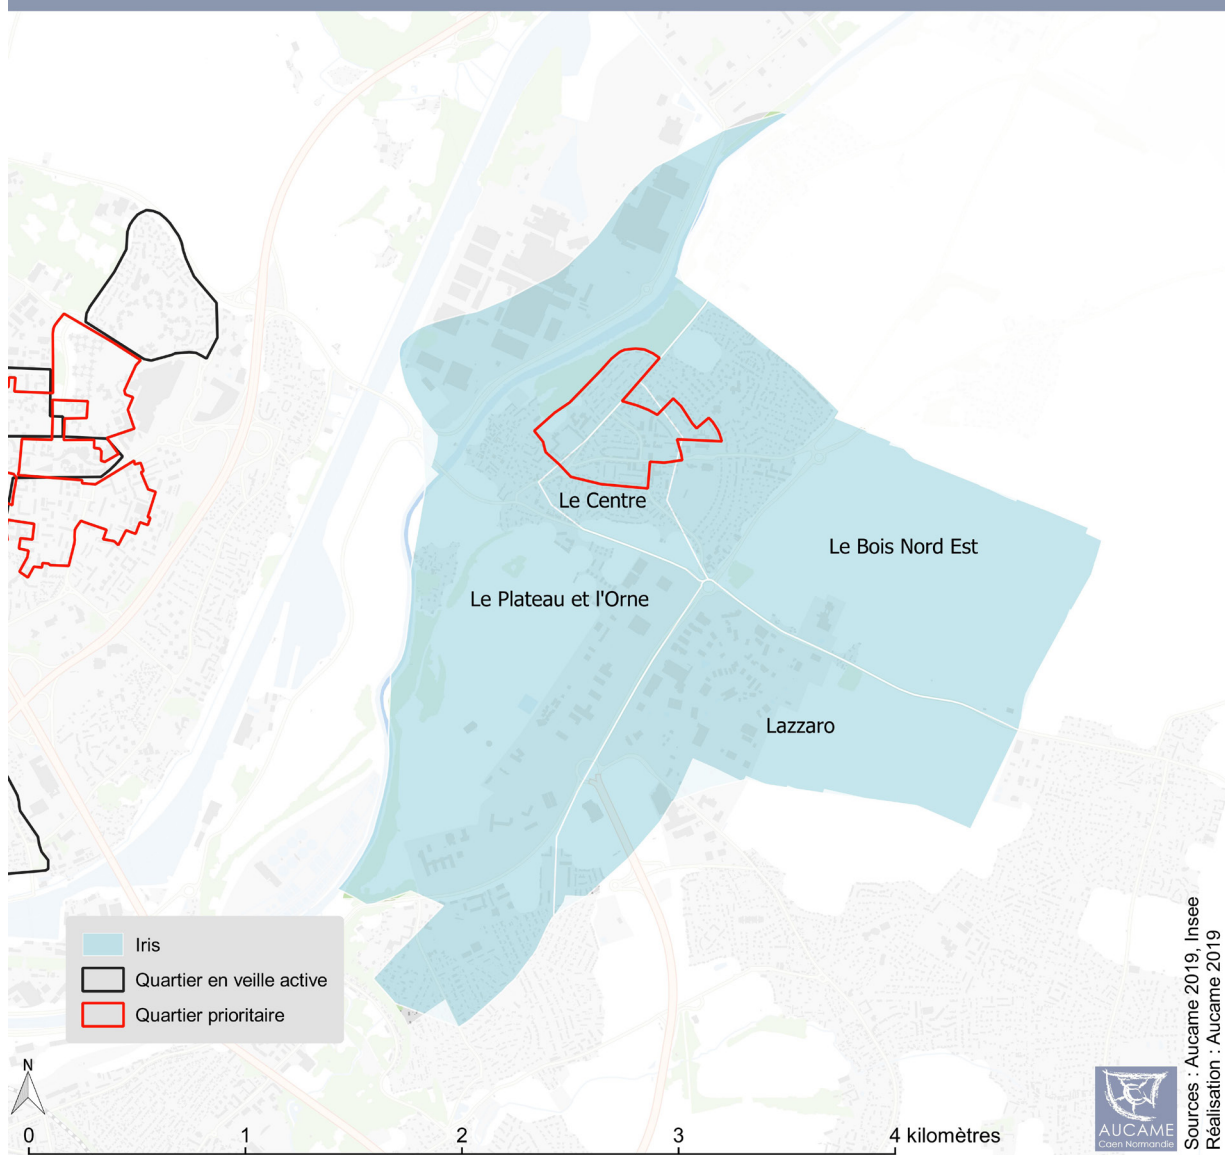 Le Centre
Le Bois Nord Est
Le Plateau et l'Orne
Lazzaro
Iris
Quartier en veille active
Quartier prioritaire
N
0 1 2 3 4 kilomètres
AUCAME
Caen Normandie
Sources : Aucame 2019, Insee
Réalisation : Aucame 2019